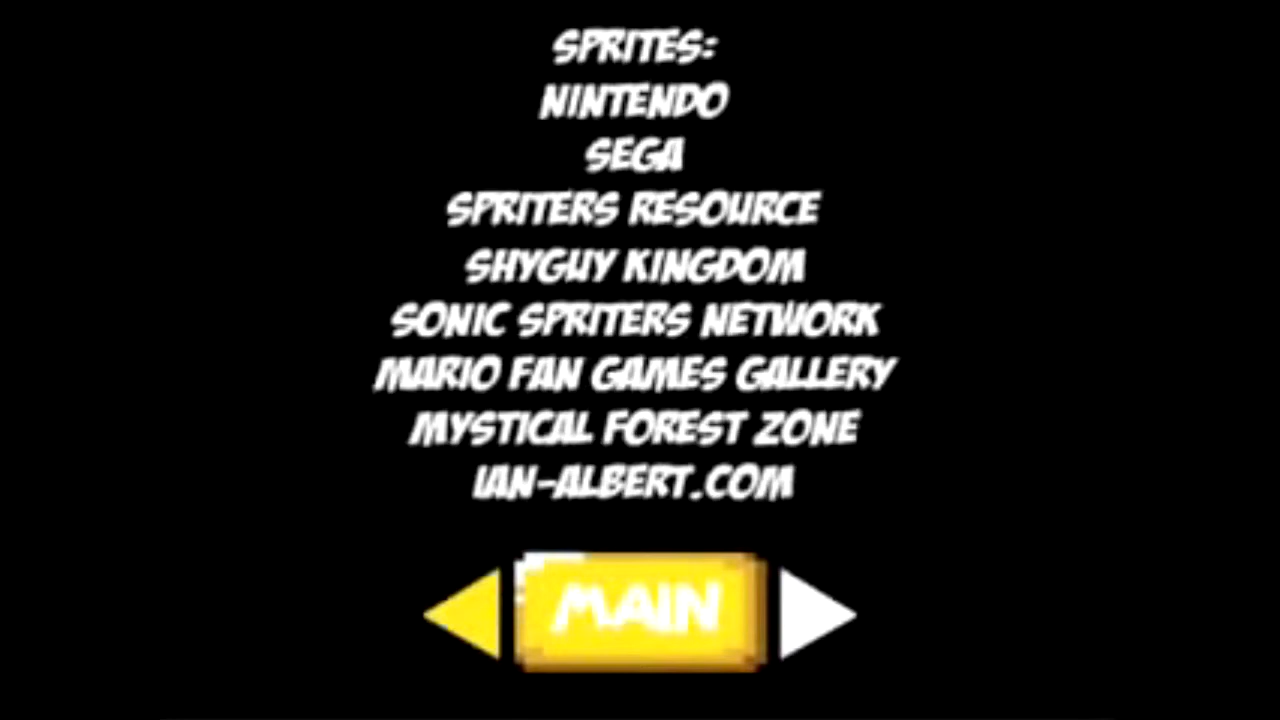 SPRITES:
NINTENDO
SEGA
SPRITERS RESOURCE
SHYGUY KINGDOM
SONIC SPRITERS NETWORK
MARIO FAN GAMES GALLERY
MYSTICAL FOREST ZONE
IAN-ALBERT.COM
MAIN